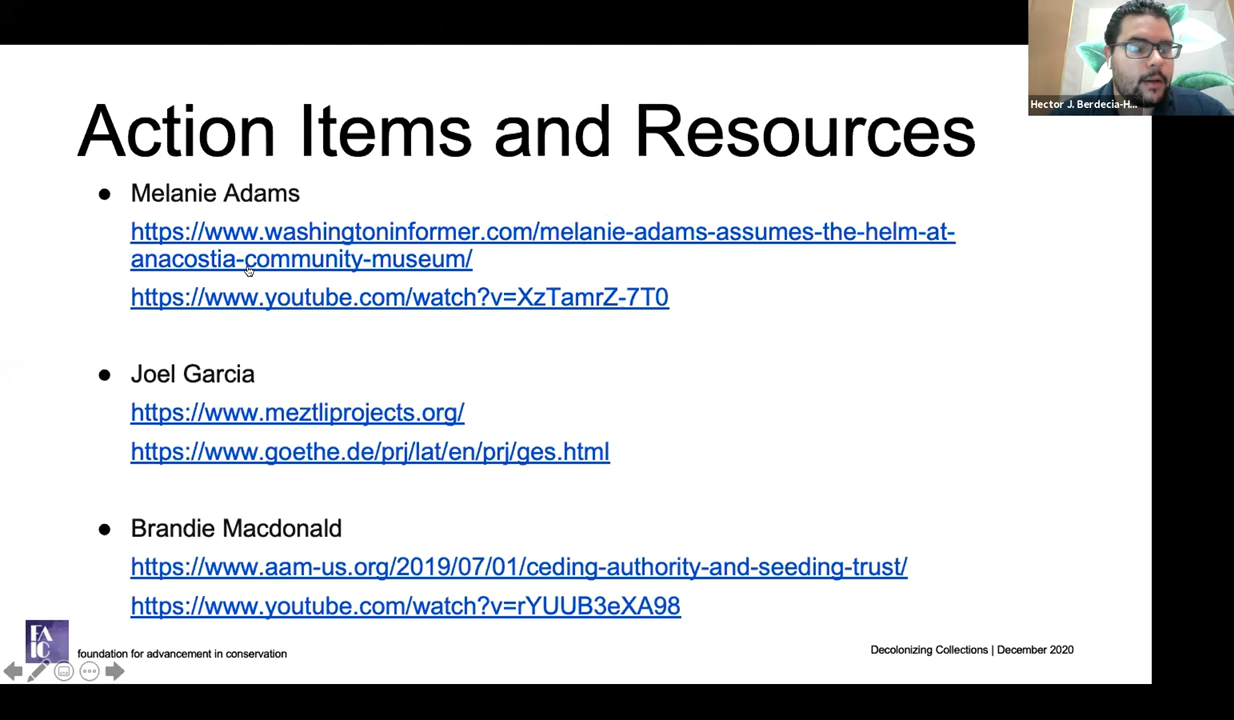 Hector J. Berdecia-H...
Action Items and Resources
● Melanie Adams
https://www.washingtoninformer.com/melanie-adams-assumes-the-helm-at-
anacostia-community-museum/
https://www.youtube.com/watch?v=XzTamrZ-7T0
● Joel Garcia
https://www.meztliprojects.org/
https://www.goethe.de/prj/lat/en/prj/ges.html
● Brandie Macdonald
https://www.aam-us.org/2019/07/01/ceding-authority-and-seeding-trust/
https://www.youtube.com/watch?v=rYUUB3eXA98
FA
IC
foundation for advancement in conservation
Decolonizing Collections | December 2020